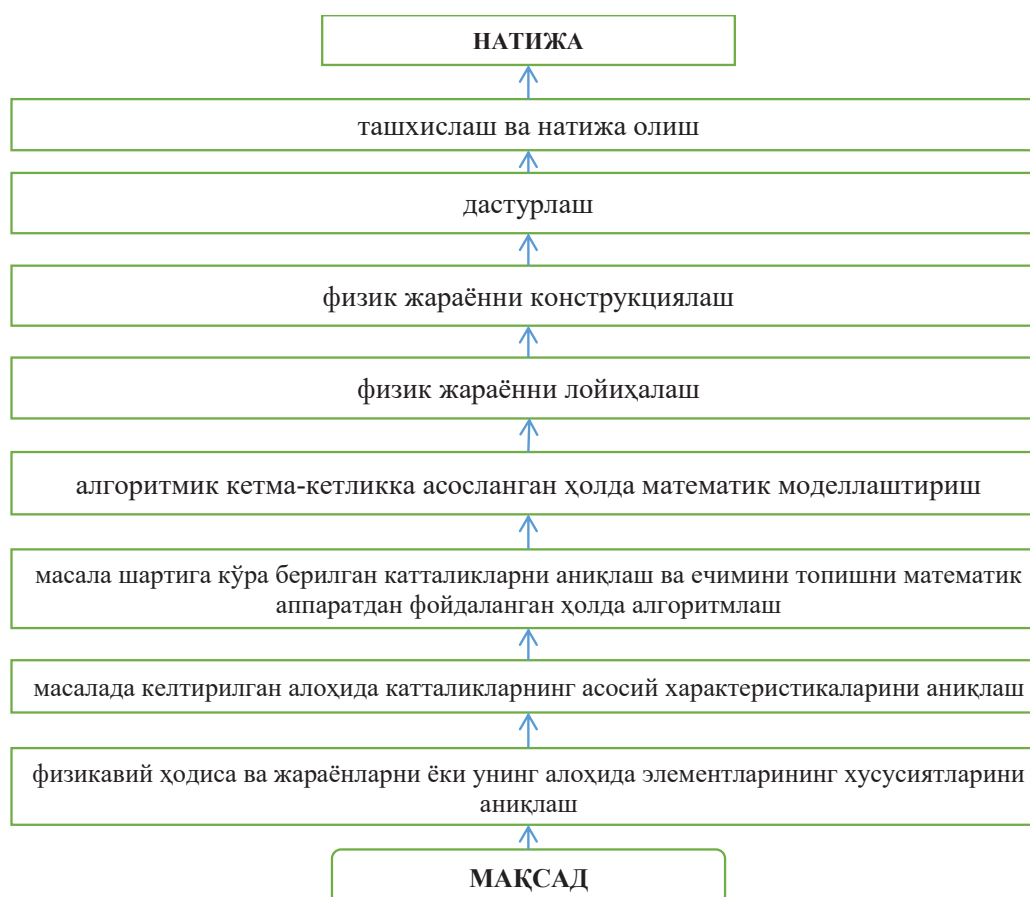 НАТИЖА
ташхислаш ва натижа олиш
дастурлаш
физик жараённи конструкциялаш
физик жараённи лойиҳалаш
алгоритмик кетма-кетликка асосланган ҳолда математик моделлаштириш
масала шартига кўра берилган катталикларни аниқлаш ва ечимини топишни математик
аппаратдан фойдаланган ҳолда алгоритмлаш
масалада келтирилган алоҳида катталикларнинг асосий характеристикаларини аниқлаш
физикавий ҳодиса ва жараёнларни ёки унинг алоҳида элементларининг хусусиятларини
аниқлаш
МАҚСАД